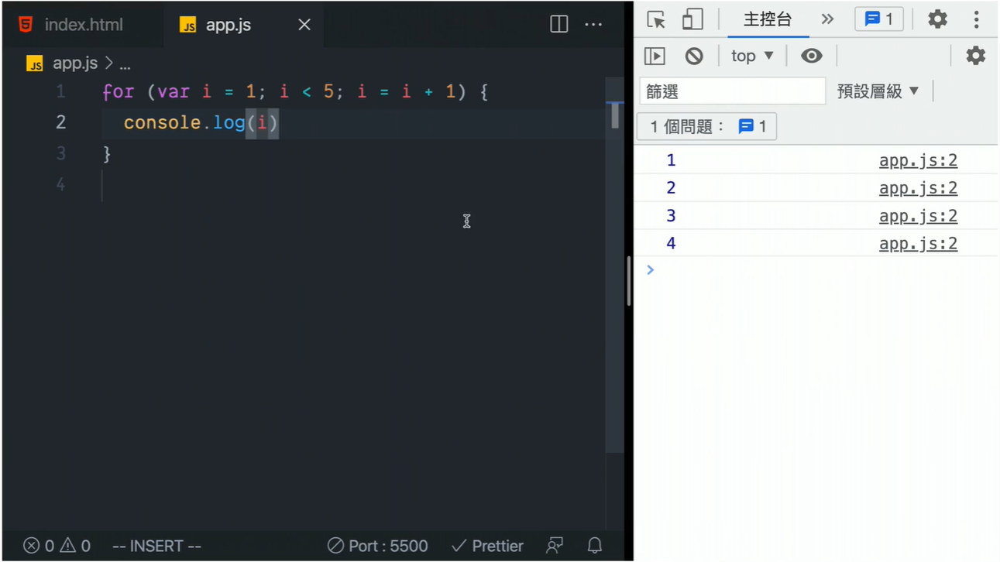 index.html
JS app.js
JS app.js > ...
1 for (var i = 1; i < 5; i = i + 1) {
2 console.log(i)
3 }
4
0 0 -- INSERT -- Port : 5500 Prettier
主控台 1
top
篩選 預設層級
1 個問題： 1
1 app.js:2
2 app.js:2
3 app.js:2
4 app.js:2